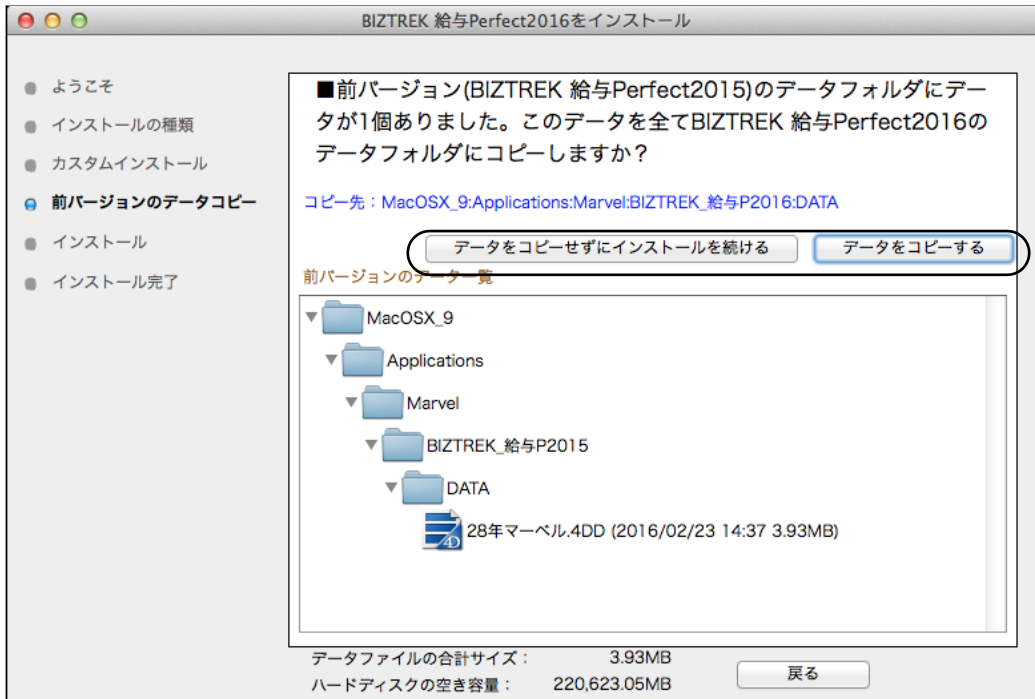 BIZTREK 給与Perfect2016をインストール
ようこそ
インストールの種類
カスタムインストール
前バージョンのデータコピー
インストール
インストール完了
■前バージョン(BIZTREK 給与Perfect2015)のデータフォルダにデー
タが1個ありました。このデータを全てBIZTREK 給与Perfect2016の
データフォルダにコピーしますか？
コピー先：MacOSX_9:Applications:Marvel:BIZTREK_給与P2016:DATA
データをコピーせずにインストールを続ける データをコピーする
前バージョンのデータ一覧
MacOSX_9
Applications
Marvel
BIZTREK_給与P2015
DATA
28年マーベル.4DD (2016/02/23 14:37 3.93MB)
データファイルの合計サイズ： 3.93MB
ハードディスクの空き容量： 220,623.05MB
戻る